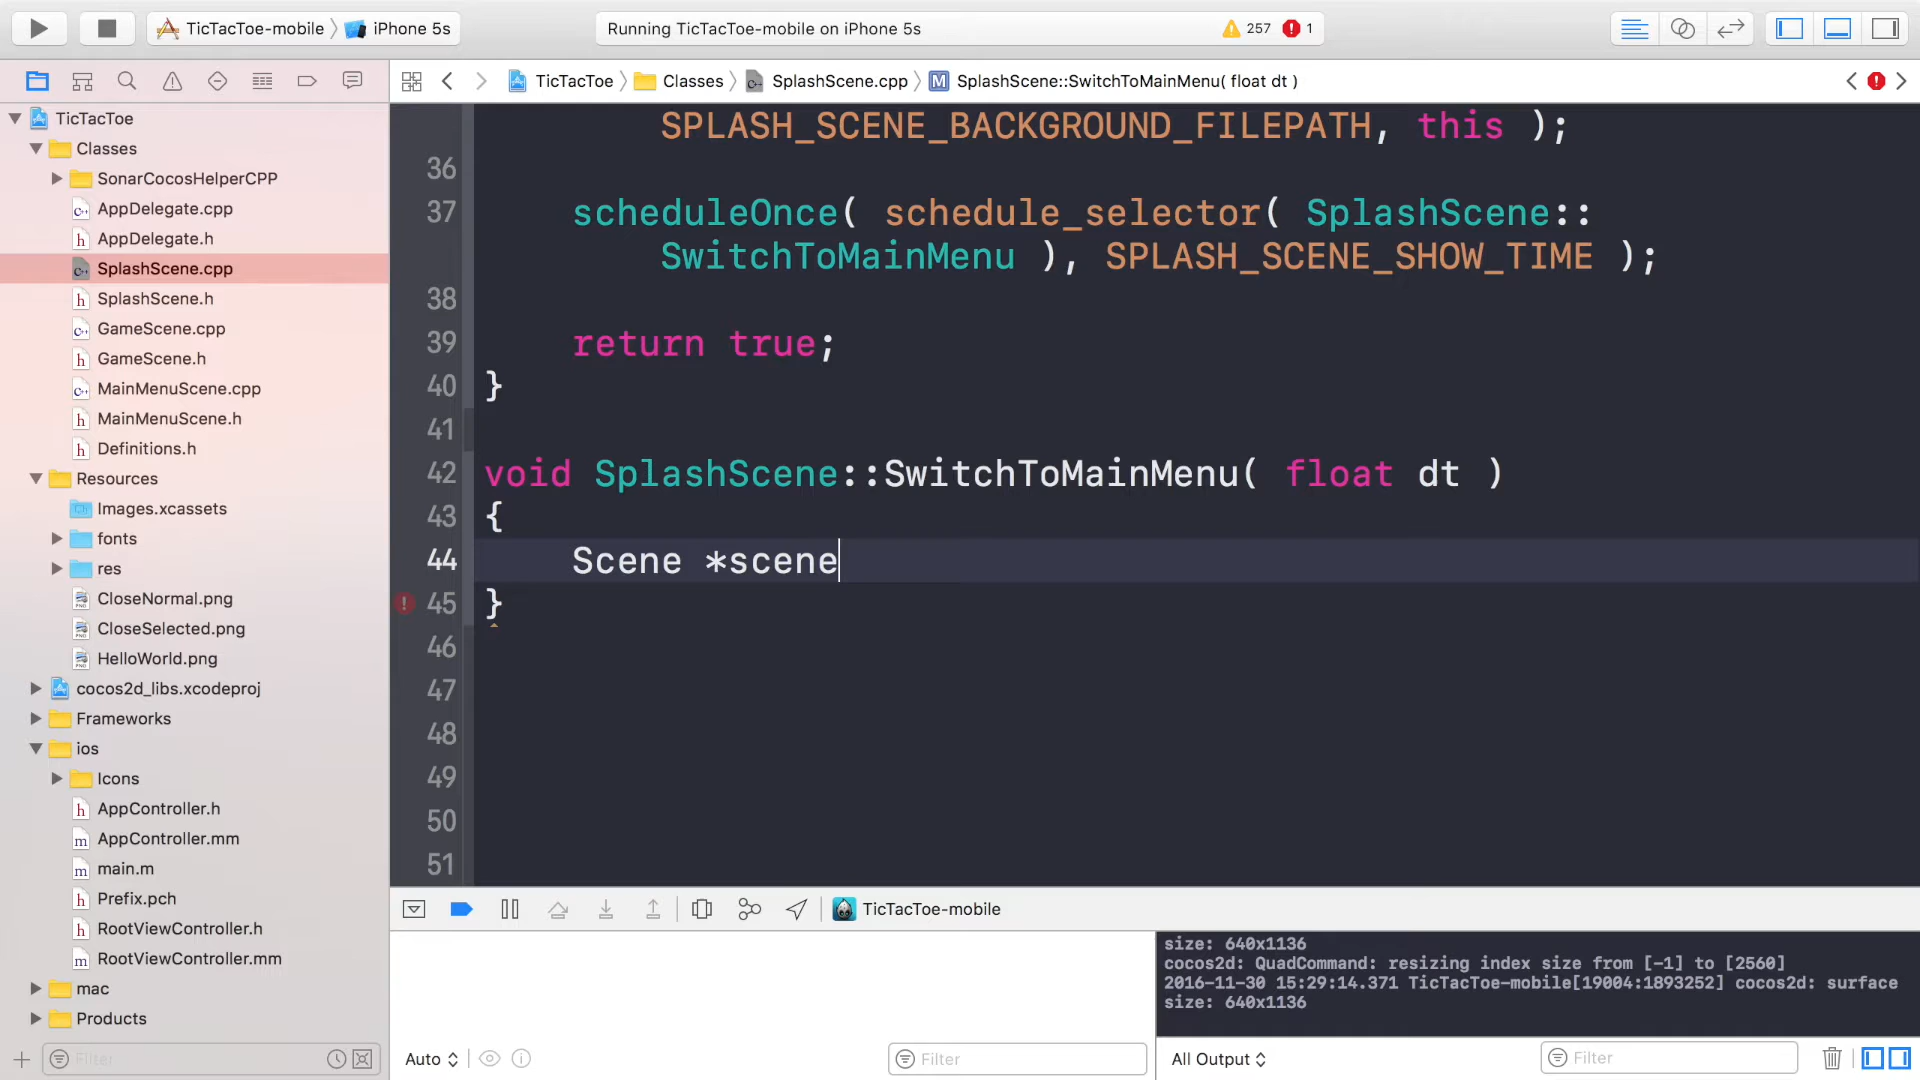 TicTacToe-mobile iPhone 5s
Running TicTacToe-mobile on iPhone 5s 257 1
TicTacToe Classes SplashScene.cpp M SplashScene::SwitchToMainMenu( float dt )
TicTacToe
Classes
SonarCocosHelperCPP
AppDelegate.cpp
AppDelegate.h
SplashScene.cpp
SplashScene.h
GameScene.cpp
GameScene.h
MainMenuScene.cpp
MainMenuScene.h
Definitions.h
Resources
Images.xcassets
fonts
res
CloseNormal.png
CloseSelected.png
HelloWorld.png
cocos2d_libs.xcodeproj
Frameworks
ios
Icons
AppController.h
AppController.mm
main.m
Prefix.pch
RootViewController.h
RootViewController.mm
mac
Products
Filter
SPLASH_SCENE_BACKGROUND_FILEPATH, this );
36
37 scheduleOnce( schedule_selector( SplashScene::
SwitchToMainMenu ), SPLASH_SCENE_SHOW_TIME );
38
39 return true;
40 }
41
42 void SplashScene::SwitchToMainMenu( float dt )
43 {
44 Scene *scene
45 }
46
47
48
49
50
51
TicTacToe-mobile
Auto Filter
size: 640x1136
cocos2d: QuadCommand: resizing index size from [-1] to [2560]
2016-11-30 15:29:14.371 TicTacToe-mobile[19004:1893252] cocos2d: surface
size: 640x1136
All Output Filter